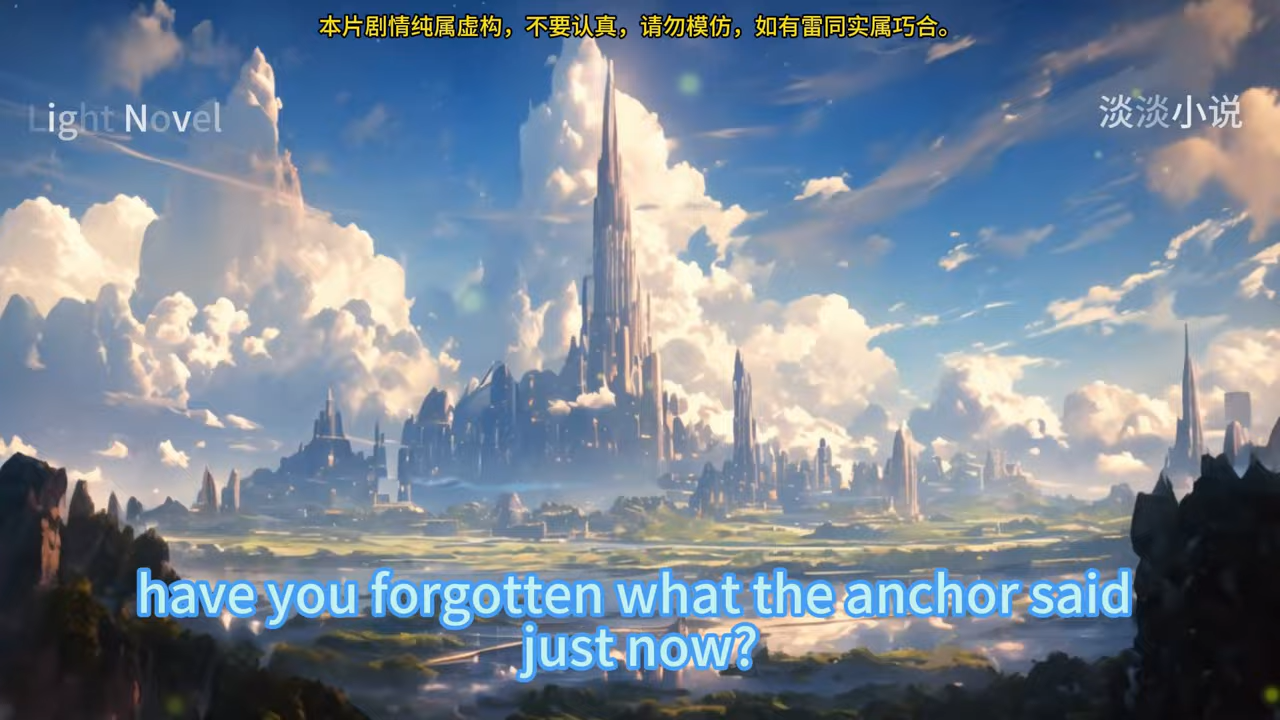 本片剧情纯属虚构，不要认真，请勿模仿，如有雷同实属巧合。
Light Novel
淡淡小说
have you forgotten what the anchor said
just now?